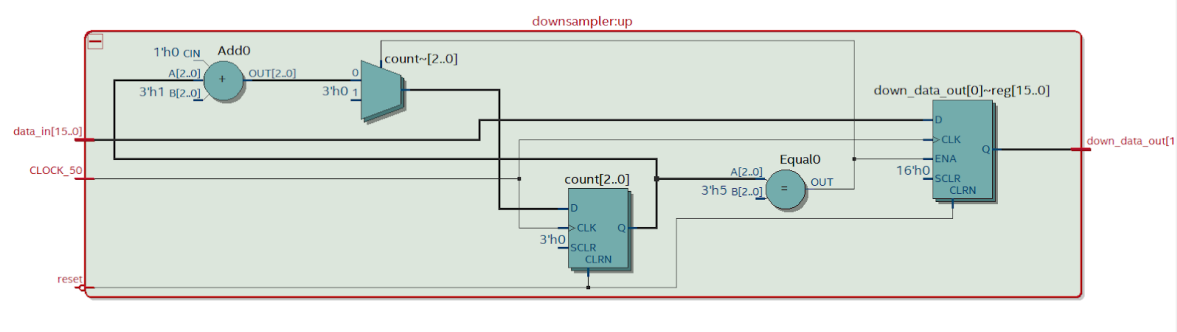 downsampler:up
1'h0 CIN
Add0
A[2..0]
OUT[2..0]
3'h1 B[2..0]
+
count~[2..0]
0
3'h0 1
data_in[15..0]
CLOCK_50
reset
count[2..0]
D
>CLK
Q
3'h0
SCLR
CLRN
Equal0
A[2..0]
=
OUT
3'h5 B[2..0]
down_data_out[0]~reg[15..0]
D
>CLK
Q
ENA
16'h0
SCLR
CLRN
down_data_out[1